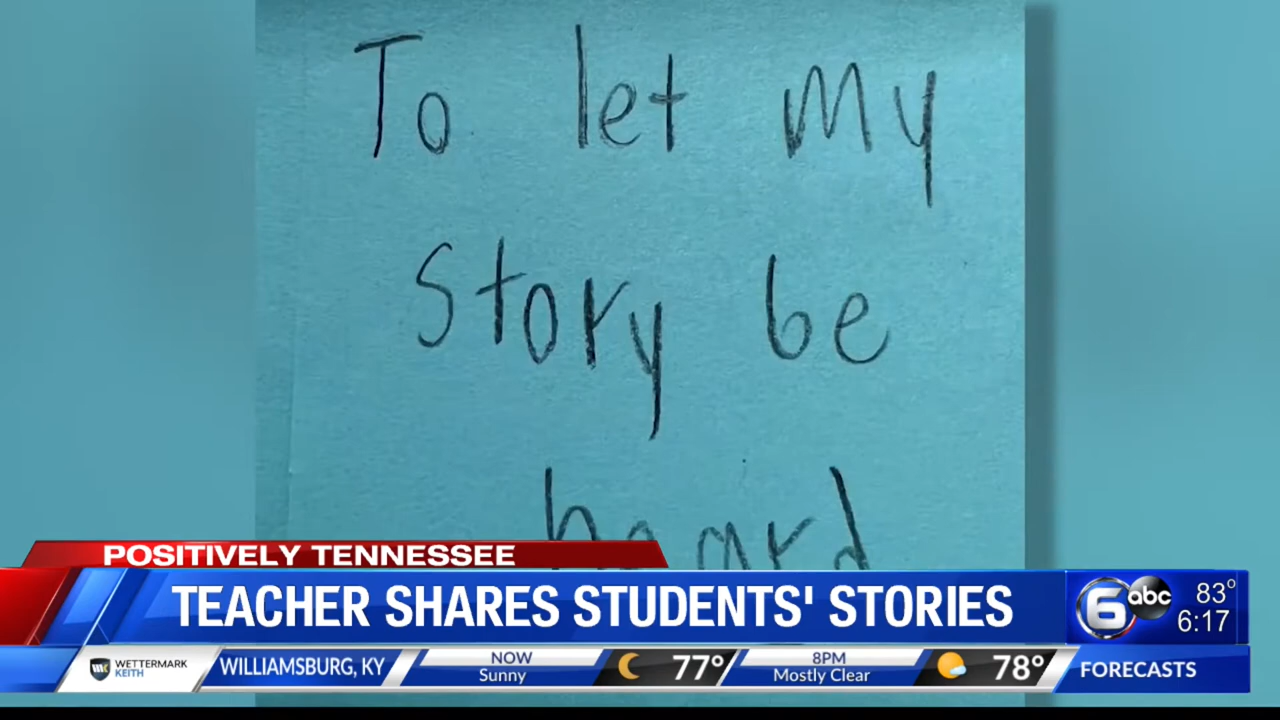 To let my
Story be
heard
POSITIVELY TENNESSEE
TEACHER SHARES STUDENTS' STORIES
6 abc
83°
6:17
WETTERMARK
KEITH
WILLIAMSBURG, KY
NOW
Sunny
77°
8PM
Mostly Clear
78°
FORECASTS